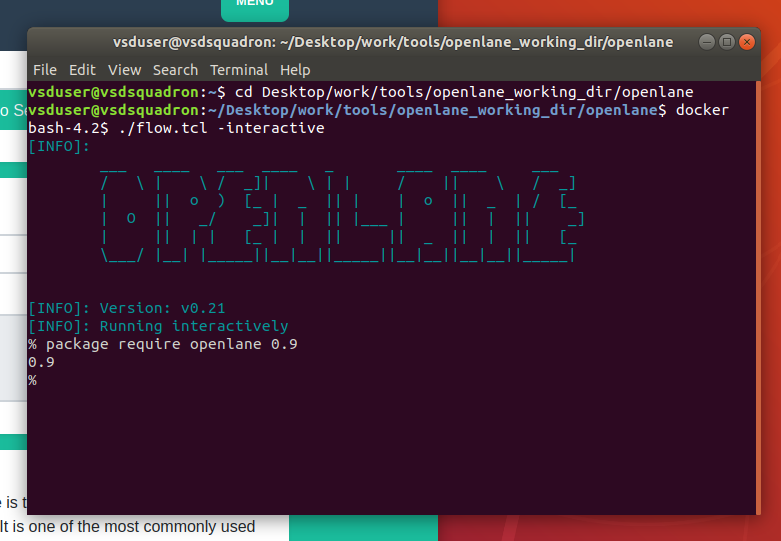 MENU
vsduser@vsdsquadron: ~/Desktop/work/tools/openlane_working_dir/openlane
File Edit View Search Terminal Help
vsduser@vsdsquadron:~$ cd Desktop/work/tools/openlane_working_dir/openlane
vsduser@vsdsquadron:~/Desktop/work/tools/openlane_working_dir/openlane$ docker
bash-4.2$ ./flow.tcl -interactive
[INFO]:
OPENLANE
[INFO]: Version: v0.21
[INFO]: Running interactively
% package require openlane 0.9
0.9
%
o Se
e is t
It is one of the most commonly used